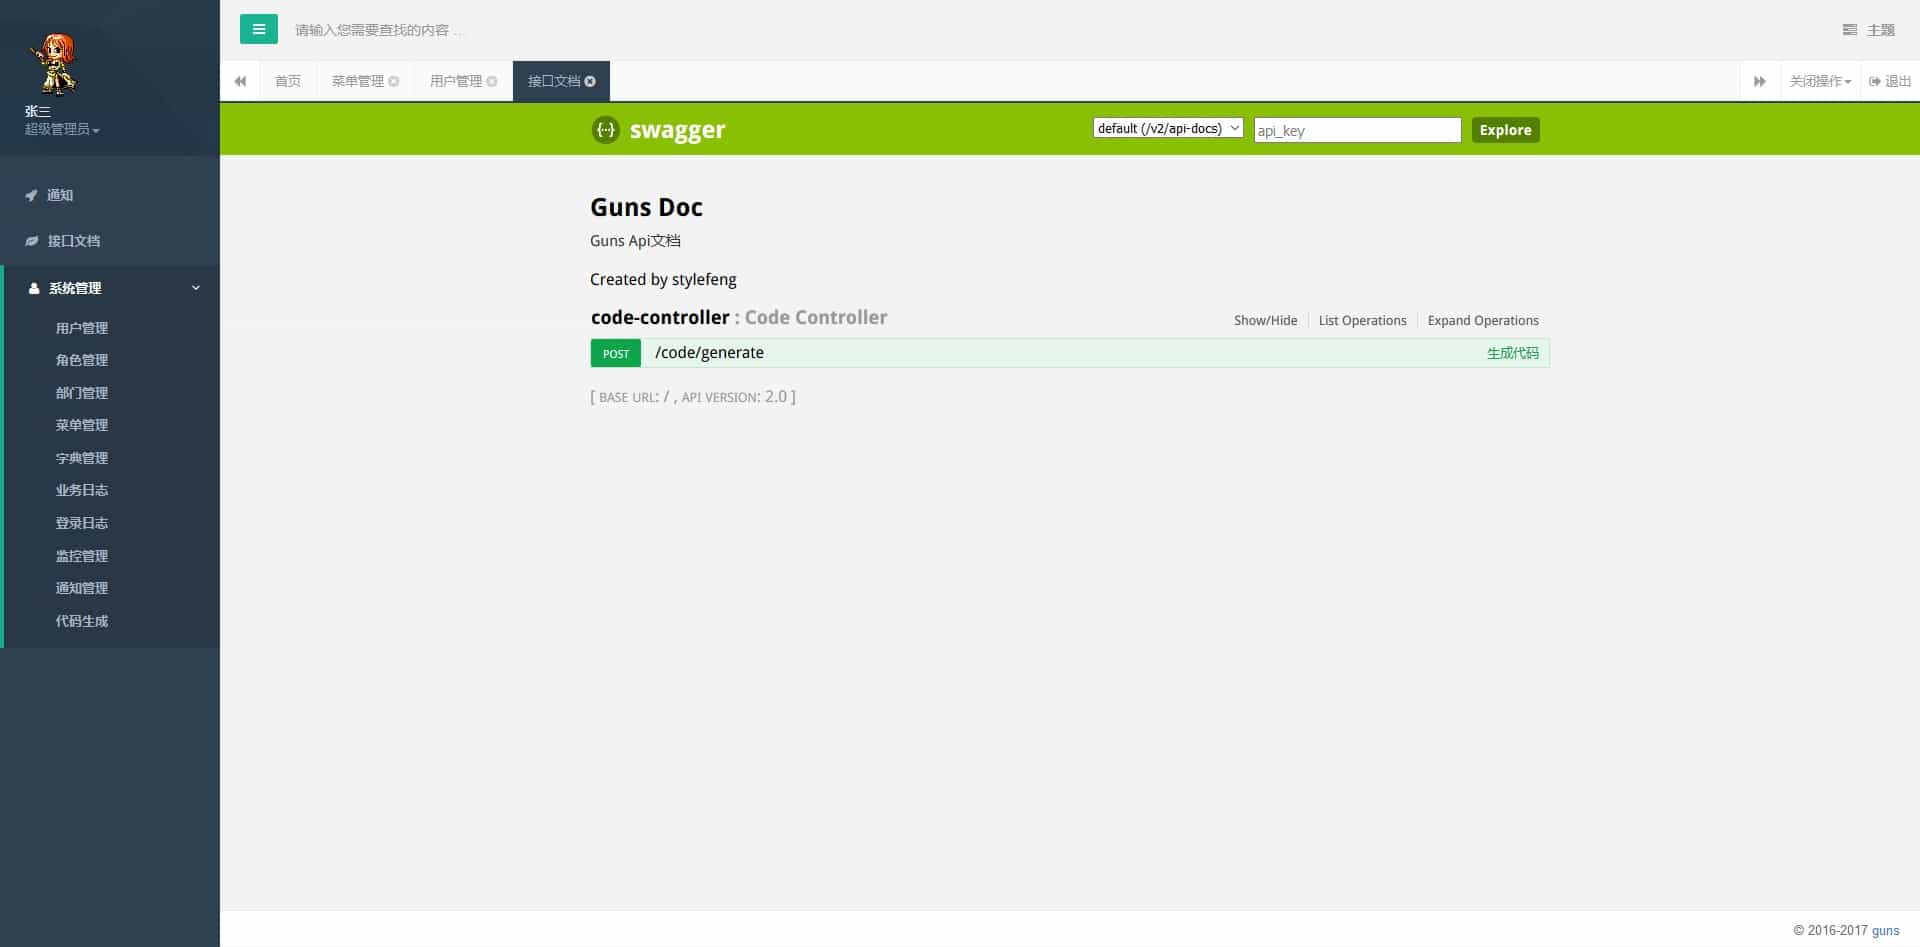 张三
超级管理员
通知
接口文档
系统管理
用户管理
角色管理
部门管理
菜单管理
字典管理
业务日志
登录日志
监控管理
通知管理
代码生成
请输入您需要查找的内容 …
主题
首页
菜单管理
用户管理
接口文档
关闭操作
退出
{··} swagger
default (/v2/api-docs)
api_key
Explore
Guns Doc
Guns Api文档
Created by stylefeng
code-controller : Code Controller
Show/Hide
List Operations
Expand Operations
POST /code/generate
生成代码
[ BASE URL: / , API VERSION: 2.0 ]
© 2016-2017 guns